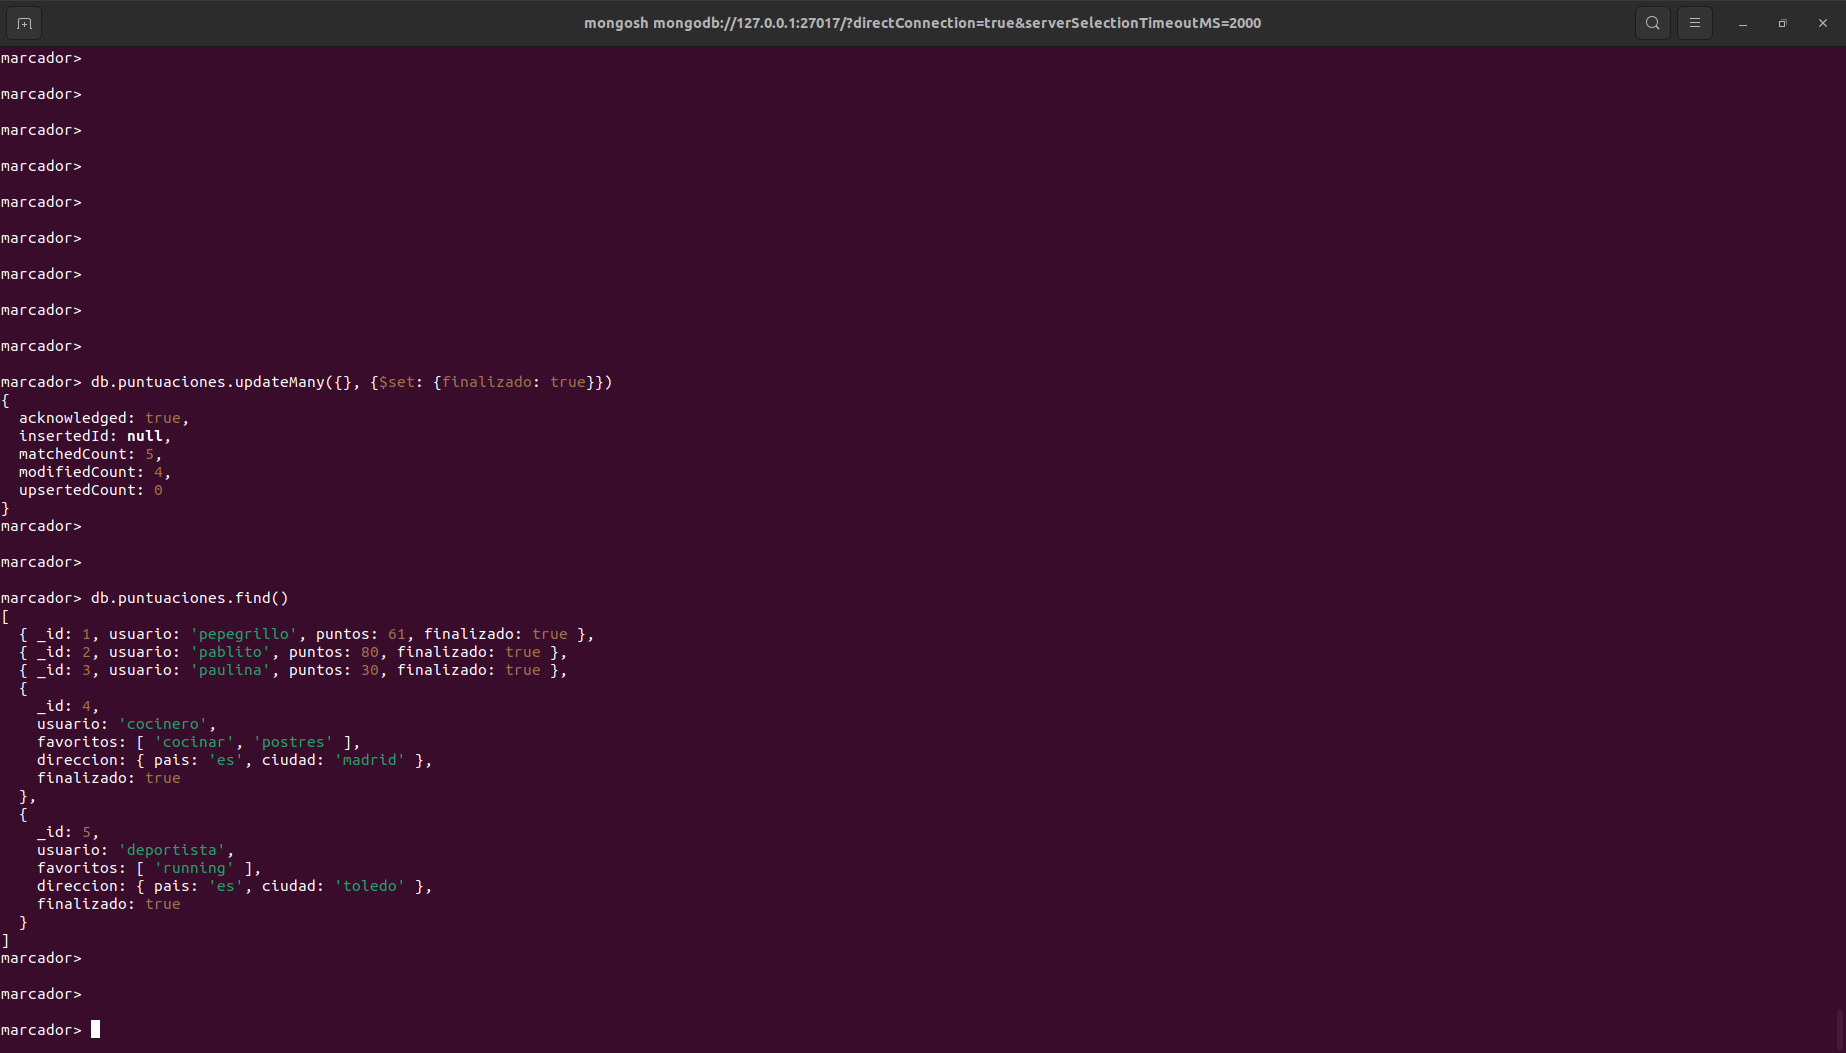 mongosh mongodb://127.0.0.1:27017/?directConnection=true&serverSelectionTimeoutMS=2000
marcador>
marcador>
marcador>
marcador>
marcador>
marcador>
marcador>
marcador>
marcador>
marcador> db.puntuaciones.updateMany({}, {$set: {finalizado: true}})
{
  acknowledged: true,
  insertedId: null,
  matchedCount: 5,
  modifiedCount: 4,
  upsertedCount: 0
}
marcador>
marcador>
marcador> db.puntuaciones.find()
[
  { _id: 1, usuario: 'pepegrillo', puntos: 61, finalizado: true },
  { _id: 2, usuario: 'pablito', puntos: 80, finalizado: true },
  { _id: 3, usuario: 'paulina', puntos: 30, finalizado: true },
  {
    _id: 4,
    usuario: 'cocinero',
    favoritos: [ 'cocinar', 'postres' ],
    direccion: { pais: 'es', ciudad: 'madrid' },
    finalizado: true
  },
  {
    _id: 5,
    usuario: 'deportista',
    favoritos: [ 'running' ],
    direccion: { pais: 'es', ciudad: 'toledo' },
    finalizado: true
  }
]
marcador>
marcador>
marcador>